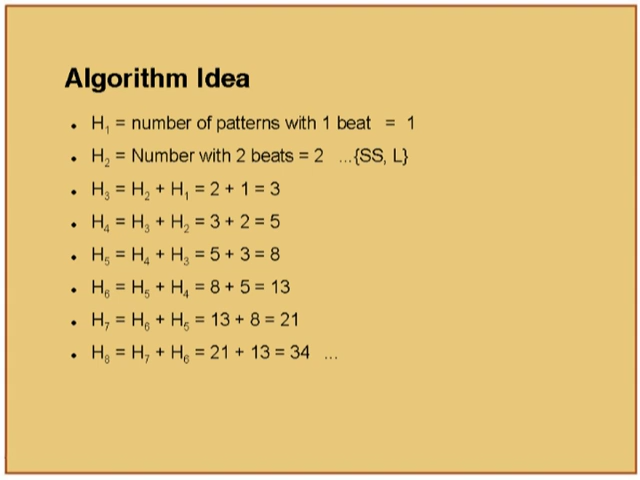 Algorithm Idea
• H₁ = number of patterns with 1 beat = 1
• H₂ = Number with 2 beats = 2 ...{SS, L}
• H₃ = H₂ + H₁ = 2 + 1 = 3
• H₄ = H₃ + H₂ = 3 + 2 = 5
• H₅ = H₄ + H₃ = 5 + 3 = 8
• H₆ = H₅ + H₄ = 8 + 5 = 13
• H₇ = H₆ + H₅ = 13 + 8 = 21
• H₈ = H₇ + H₆ = 21 + 13 = 34 ...